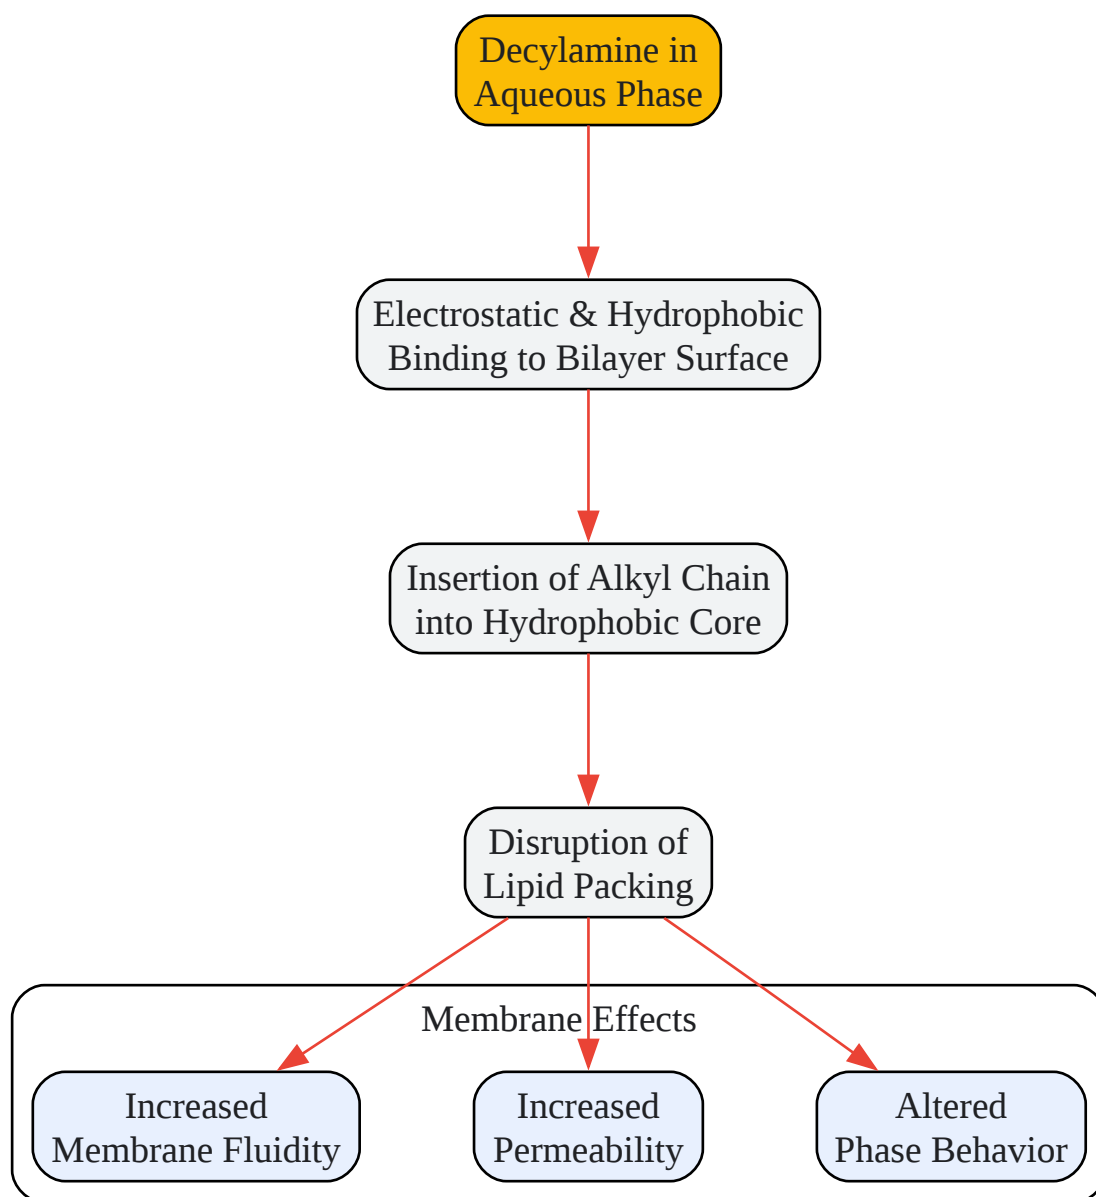 Decylamine in
Aqueous Phase
Electrostatic & Hydrophobic
Binding to Bilayer Surface
Insertion of Alkyl Chain
into Hydrophobic Core
Disruption of
Lipid Packing
Membrane Effects
Increased
Membrane Fluidity
Increased
Permeability
Altered
Phase Behavior